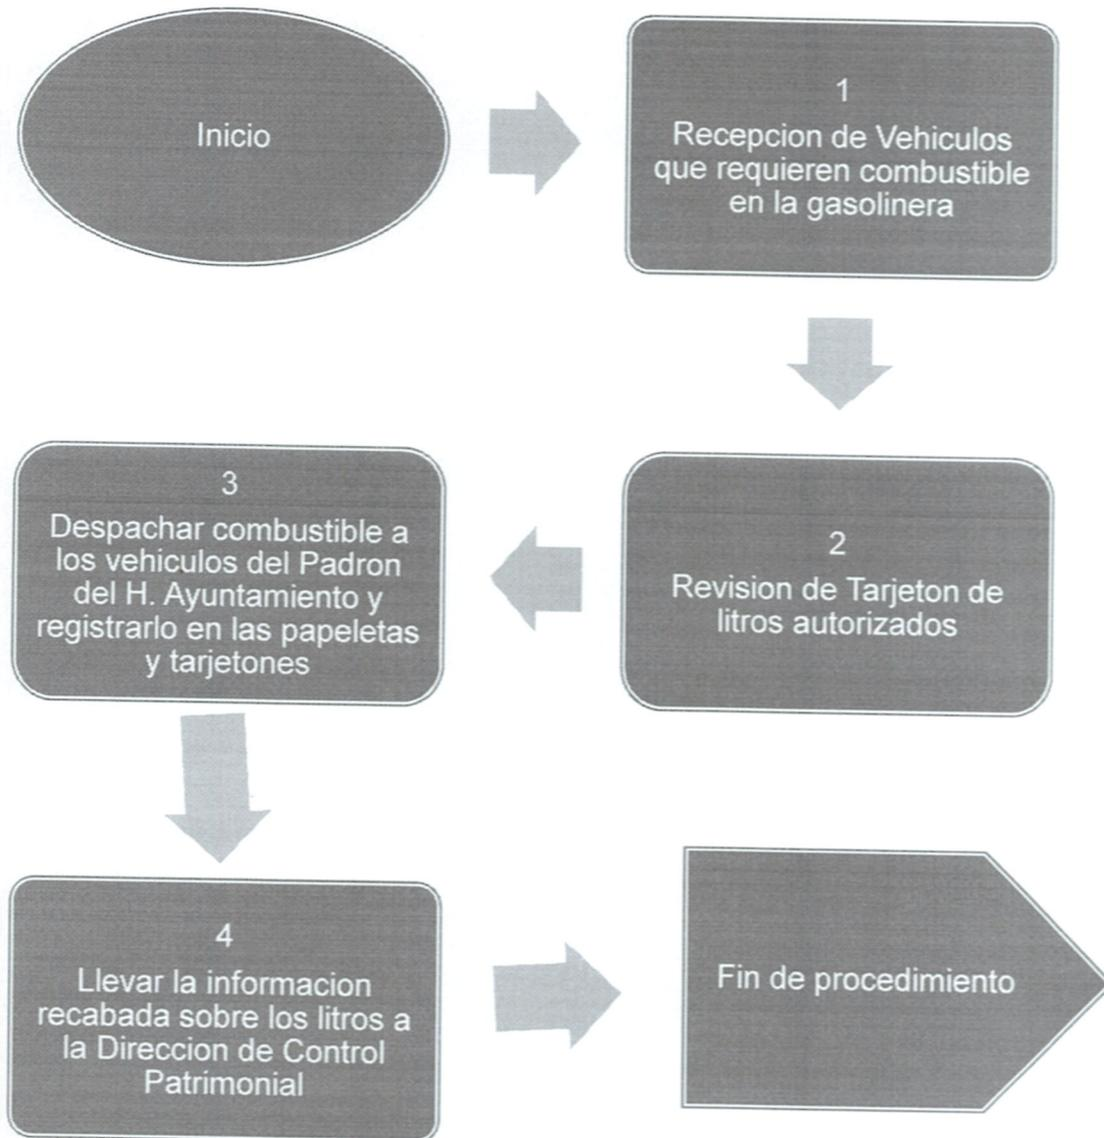 Inicio
1
Recepcion de Vehiculos
que requieren combustible
en la gasolinera
2
Revision de Tarjeton de
litros autorizados
3
Despachar combustible a
los vehiculos del Padron
del H. Ayuntamiento y
registrarlo en las papeletas
y tarjetones
4
Llevar la informacion
recabada sobre los litros a
la Direccion de Control
Patrimonial
Fin de procedimiento